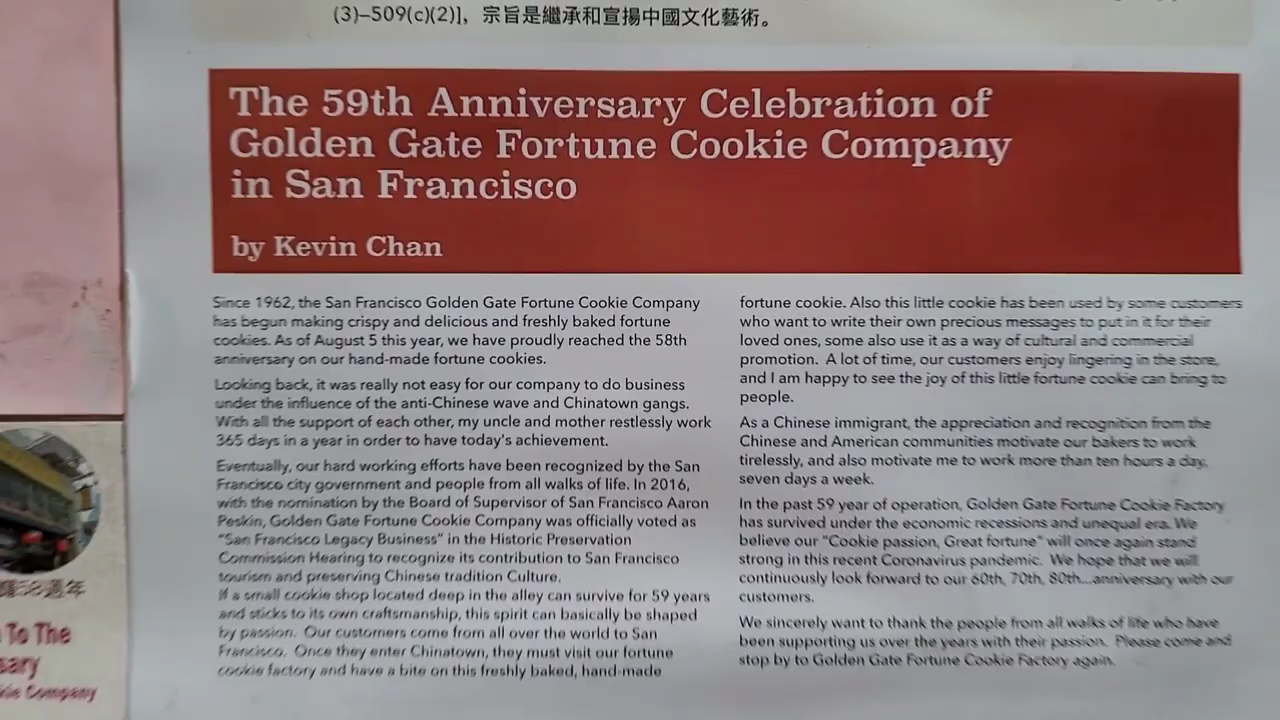 (3)–509(c)(2)]，宗旨是繼承和宣揚中國文化藝術。
The 59th Anniversary Celebration of
Golden Gate Fortune Cookie Company
in San Francisco
by Kevin Chan
Since 1962, the San Francisco Golden Gate Fortune Cookie Company
has begun making crispy and delicious and freshly baked fortune
cookies. As of August 5 this year, we have proudly reached the 58th
anniversary on our hand-made fortune cookies.
Looking back, it was really not easy for our company to do business
under the influence of the anti-Chinese wave and Chinatown gangs.
With all the support of each other, my uncle and mother restlessly work
365 days in a year in order to have today's achievement.
Eventually, our hard working efforts have been recognized by the San
Francisco city government and people from all walks of life. In 2016,
with the nomination by the Board of Supervisor of San Francisco Aaron
Peskin, Golden Gate Fortune Cookie Company was officially voted as
"San Francisco Legacy Business" in the Historic Preservation
Commission Hearing to recognize its contribution to San Francisco
tourism and preserving Chinese tradition Culture.
If a small cookie shop located deep in the alley can survive for 59 years
and sticks to its own craftsmanship, this spirit can basically be shaped
by passion. Our customers come from all over the world to San
Francisco. Once they enter Chinatown, they must visit our fortune
cookie factory and have a bite on this freshly baked, hand-made
fortune cookie. Also this little cookie has been used by some customers
who want to write their own precious messages to put in it for their
loved ones, some also use it as a way of cultural and commercial
promotion. A lot of time, our customers enjoy lingering in the store,
and I am happy to see the joy of this little fortune cookie can bring to
people.
As a Chinese immigrant, the appreciation and recognition from the
Chinese and American communities motivate our bakers to work
tirelessly, and also motivate me to work more than ten hours a day,
seven days a week.
In the past 59 year of operation, Golden Gate Fortune Cookie Factory
has survived under the economic recessions and unequal era. We
believe our "Cookie passion, Great fortune" will once again stand
strong in this recent Coronavirus pandemic. We hope that we will
continuously look forward to our 60th, 70th, 80th...anniversary with our
customers.
We sincerely want to thank the people from all walks of life who have
been supporting us over the years with their passion. Please come and
stop by to Golden Gate Fortune Cookie Factory again.
58週年
To The
sary
kie Company